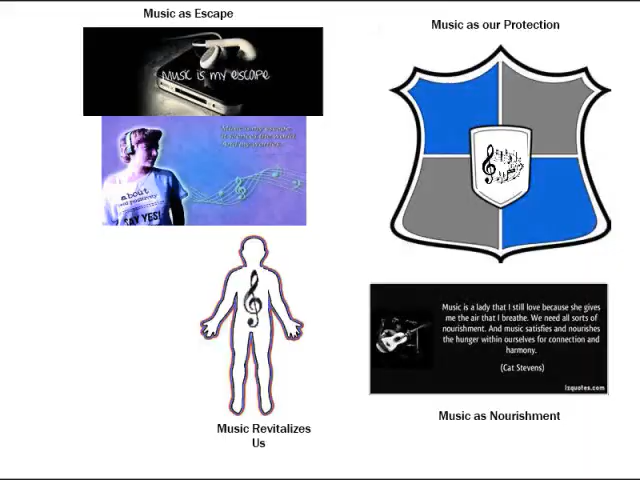 Music as Escape
Music as our Protection
Music is my escape
about
SAY YES!
Music is a lady that I still love because she gives
me the air that I breathe. We need all sorts of
nourishment. And music satisfies and nourishes
the hunger within ourselves for connection and
harmony.
(Cat Stevens)
izquotes.com
Music as Nourishment
Music Revitalizes
Us